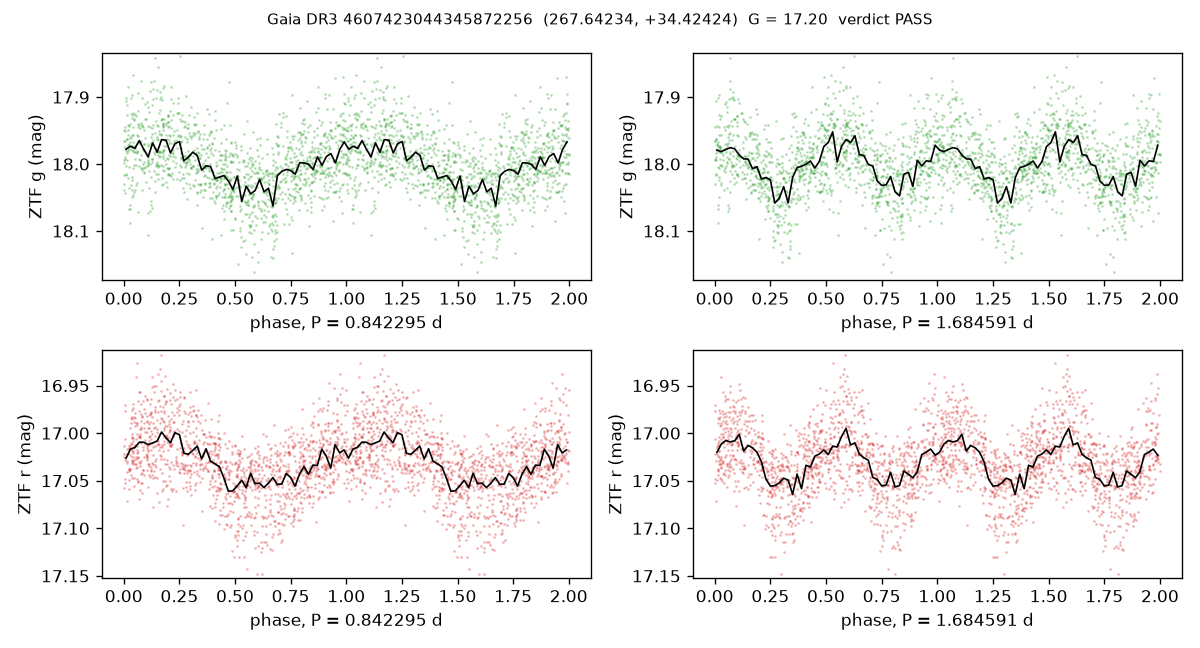 Gaia DR3 4607423044345872256 (267.64234, +34.42424) G = 17.20 verdict PASS
ZTF g (mag)
17.9
18.0
18.1
0.00 0.25 0.50 0.75 1.00 1.25 1.50 1.75 2.00
phase, P = 0.842295 d
ZTF g (mag)
17.9
18.0
18.1
0.00 0.25 0.50 0.75 1.00 1.25 1.50 1.75 2.00
phase, P = 1.684591 d
ZTF r (mag)
16.95
17.00
17.05
17.10
17.15
0.00 0.25 0.50 0.75 1.00 1.25 1.50 1.75 2.00
phase, P = 0.842295 d
ZTF r (mag)
16.95
17.00
17.05
17.10
17.15
0.00 0.25 0.50 0.75 1.00 1.25 1.50 1.75 2.00
phase, P = 1.684591 d